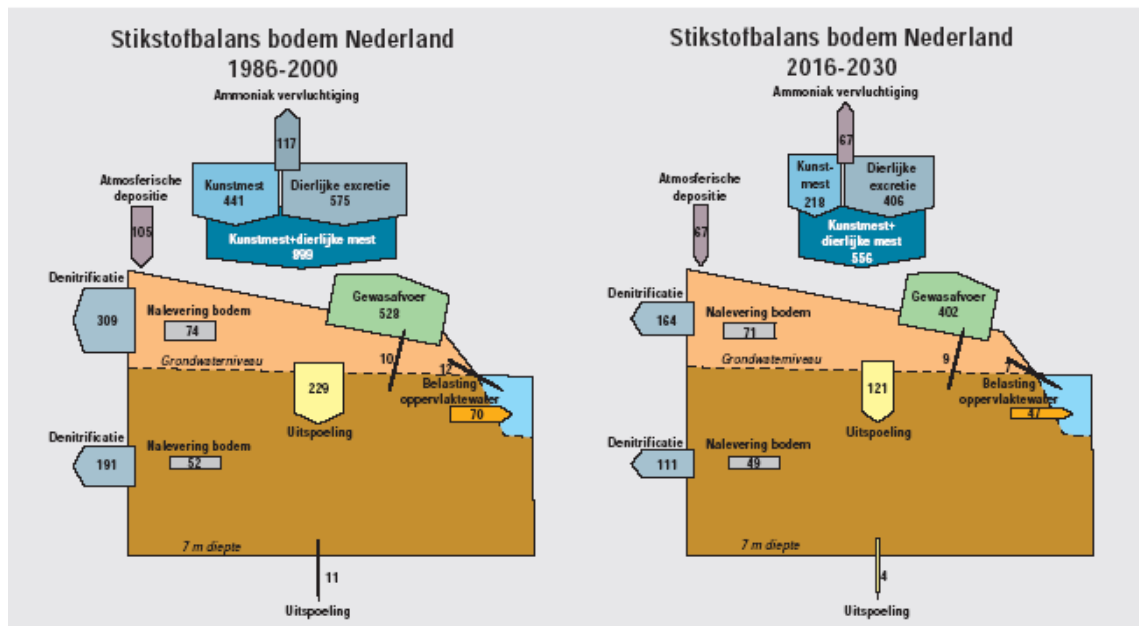 Stikstofbalans bodem Nederland
1986-2000
Ammoniak vervluchtiging
117
Atmosferische
depositie
105
Kunstmest
441
Dierlijke excretie
575
Kunstmest+dierlijke mest
899
Denitrificatie
309
Nalevering bodem
74
Gewasafvoer
528
Grondwaterniveau
10
12
229
Uitspoeling
Belasting
oppervlaktewater
70
Denitrificatie
191
Nalevering bodem
52
7 m diepte
11
Uitspoeling
Stikstofbalans bodem Nederland
2016-2030
Ammoniak vervluchtiging
67
Atmosferische
depositie
67
Kunst-
mest
218
Dierlijke
excretie
406
Kunstmest+
dierlijke mest
556
Denitrificatie
164
Nalevering bodem
71
Gewasafvoer
402
Grondwaterniveau
9
121
Uitspoeling
Belasting
oppervlaktewater
47
Denitrificatie
111
Nalevering bodem
49
7 m diepte
4
Uitspoeling